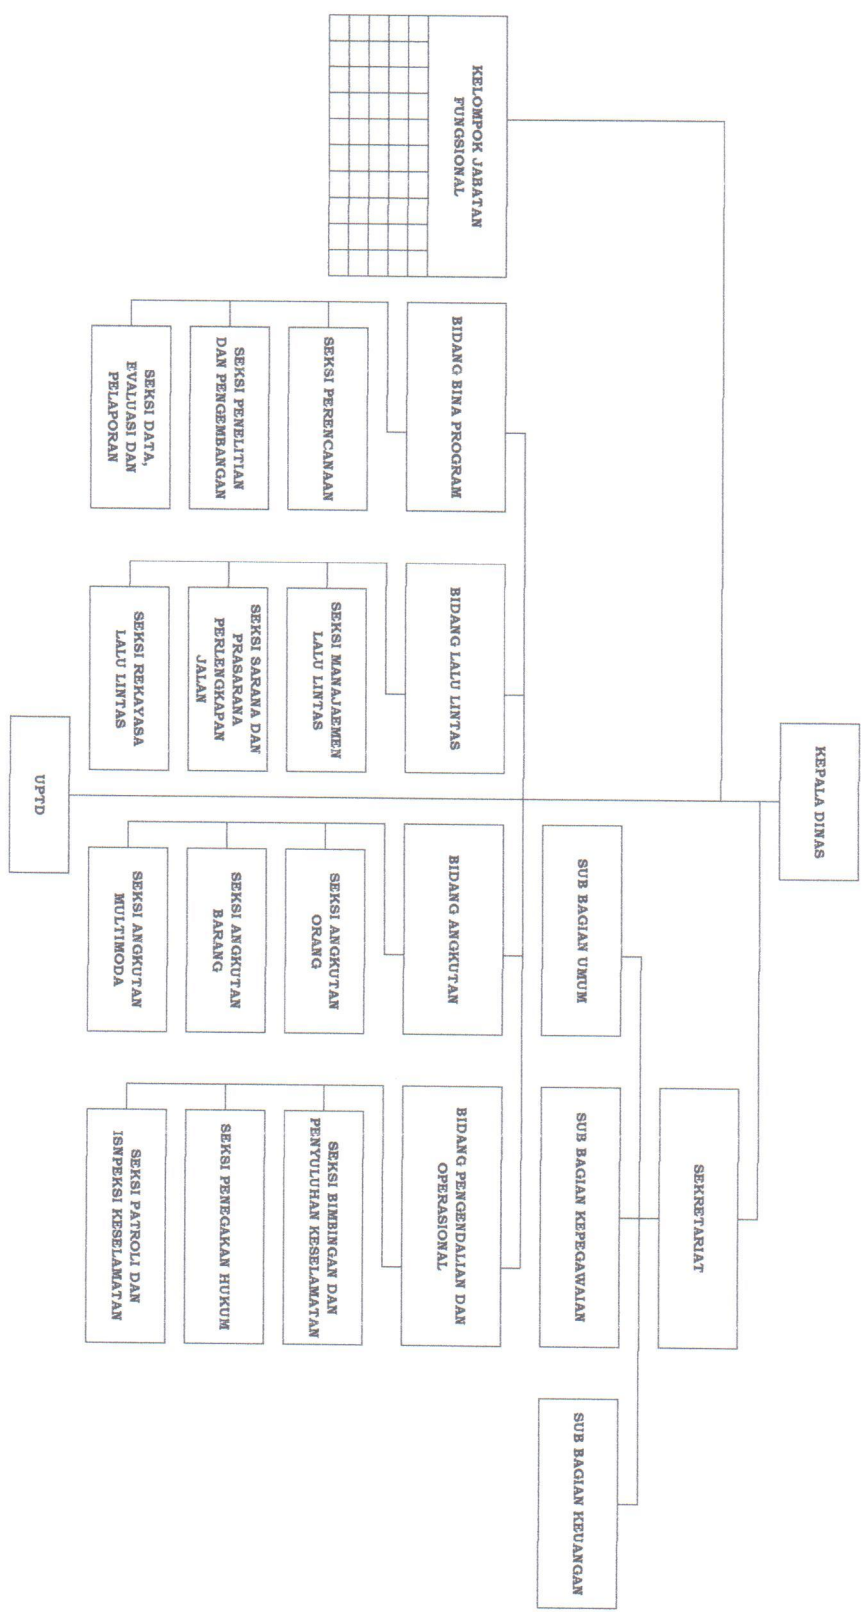 KEPALA DINAS
SEKRETARIAT
SUB BAGIAN UMUM
SUB BAGIAN KEPEGAWAIAN
SUB BAGIAN KEUANGAN
KELOMPOK JABATAN
FUNGSIONAL
BIDANG BINA PROGRAM
BIDANG LALU LINTAS
BIDANG ANGKUTAN
BIDANG PENGENDALIAN DAN
OPERASIONAL
SEKSI PERENCANAAN
SEKSI MANAJAEMEN
LALU LINTAS
SEKSI ANGKUTAN
ORANG
SEKSI BIMBINGAN DAN
PENYULUHAN KESELAMATAN
SEKSI PENELITIAN
DAN PENGEMBANGAN
SEKSI SARANA DAN
PRASARANA
PERLENGKAPAN
JALAN
SEKSI ANGKUTAN
BARANG
SEKSI PENEGAKAN HUKUM
SEKSI DATA,
EVALUASI DAN
PELAPORAN
SEKSI REKAYASA
LALU LINTAS
SEKSI ANGKUTAN
MULTIMODA
SEKSI PATROLI DAN
ISNPEKSI KESELAMATAN
UPTD